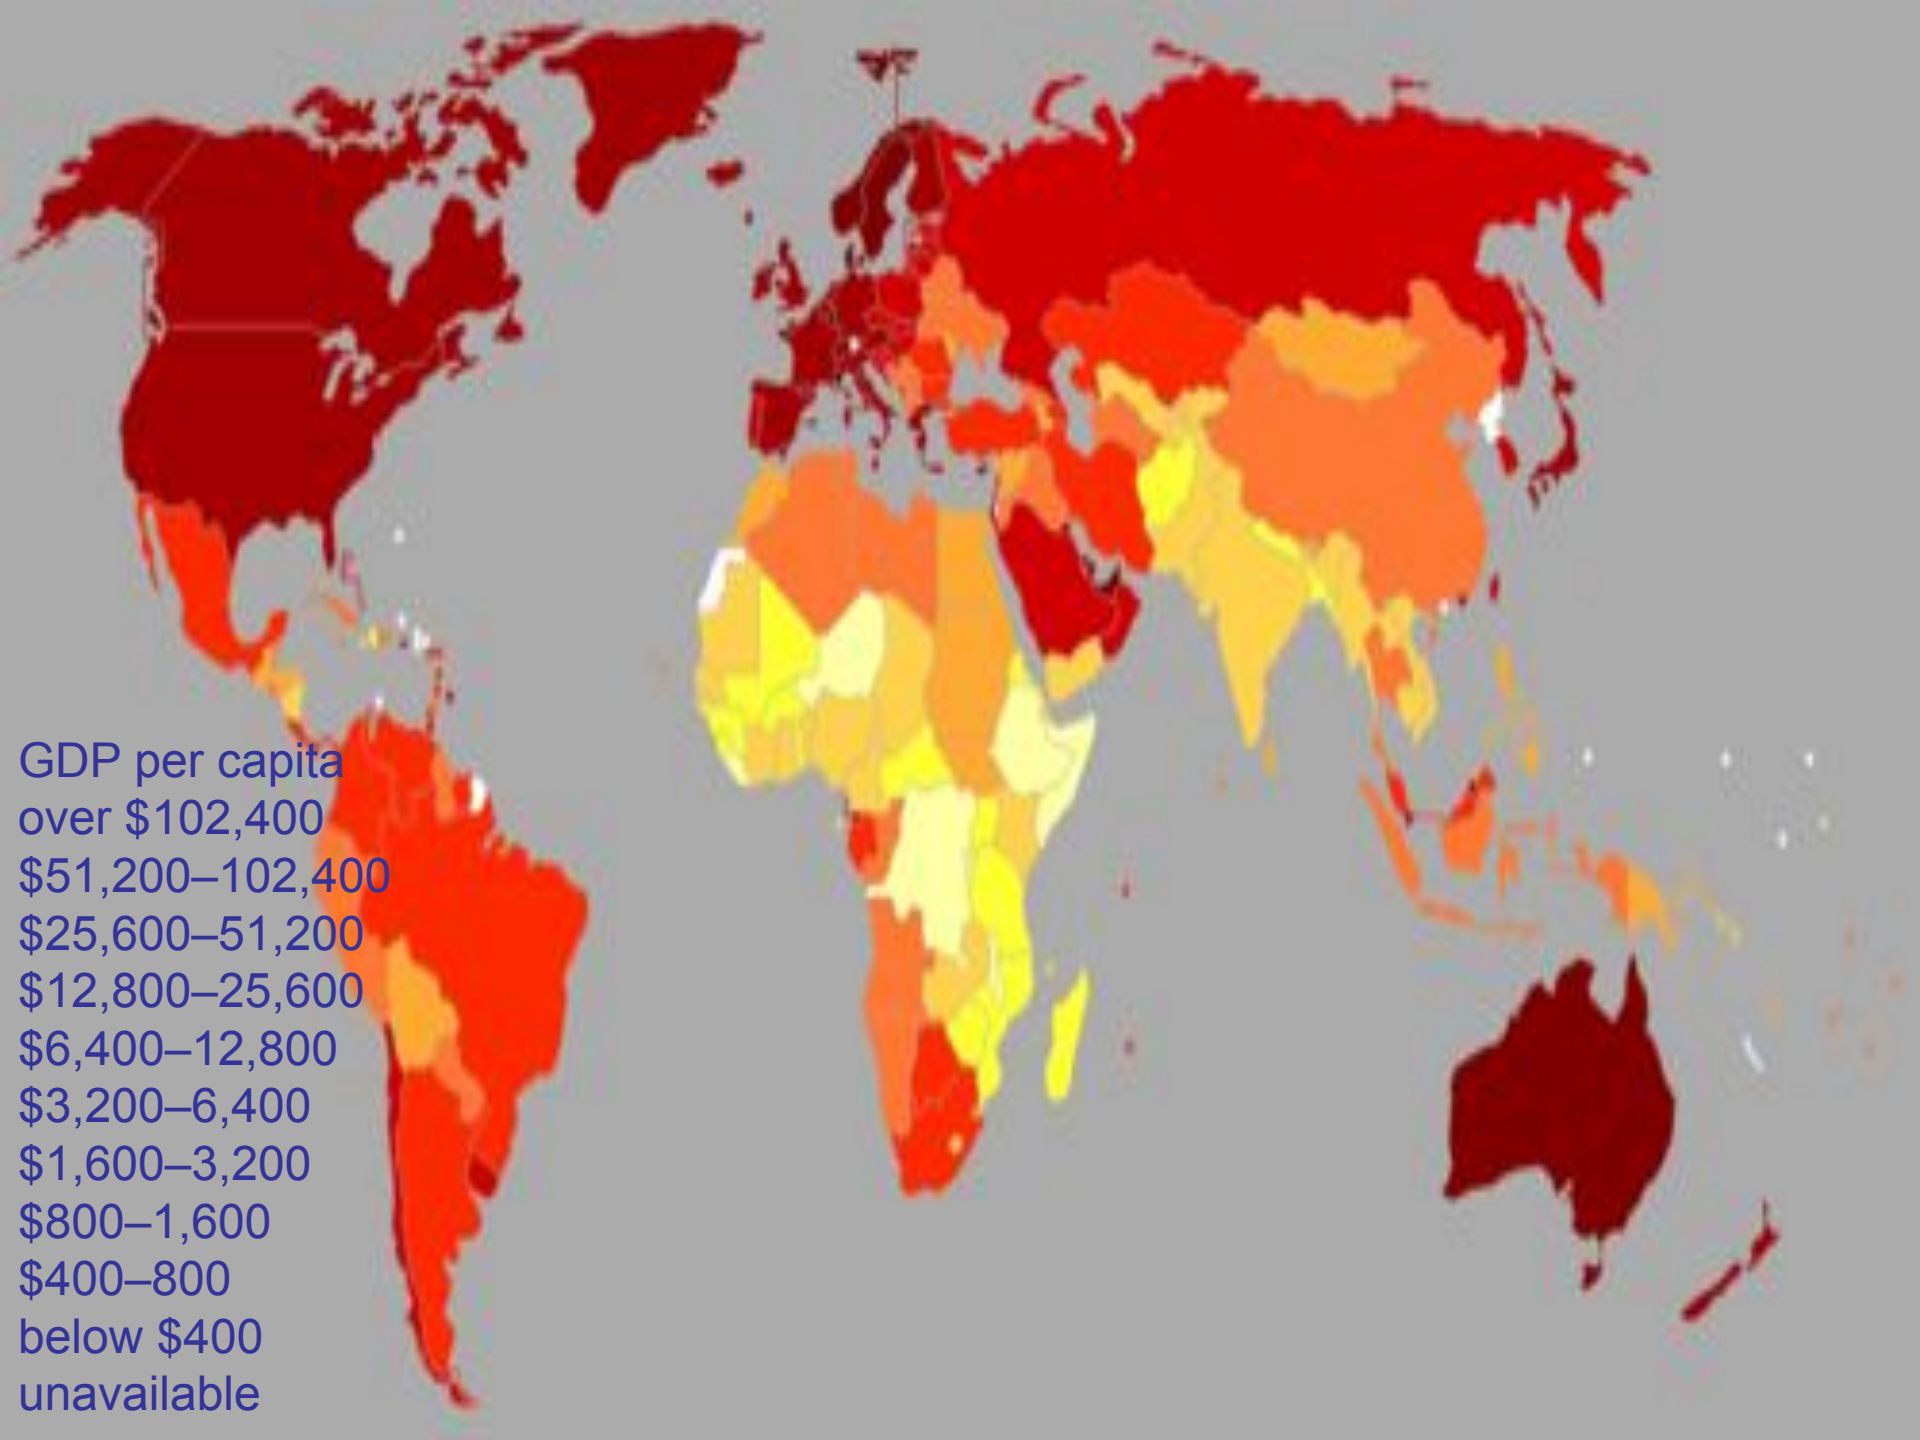 GDP per capita
over $102,400
$51,200–102,400
$25,600–51,200
$12,800–25,600
$6,400–12,800
$3,200–6,400
$1,600–3,200
$800–1,600
$400–800
below $400
unavailable